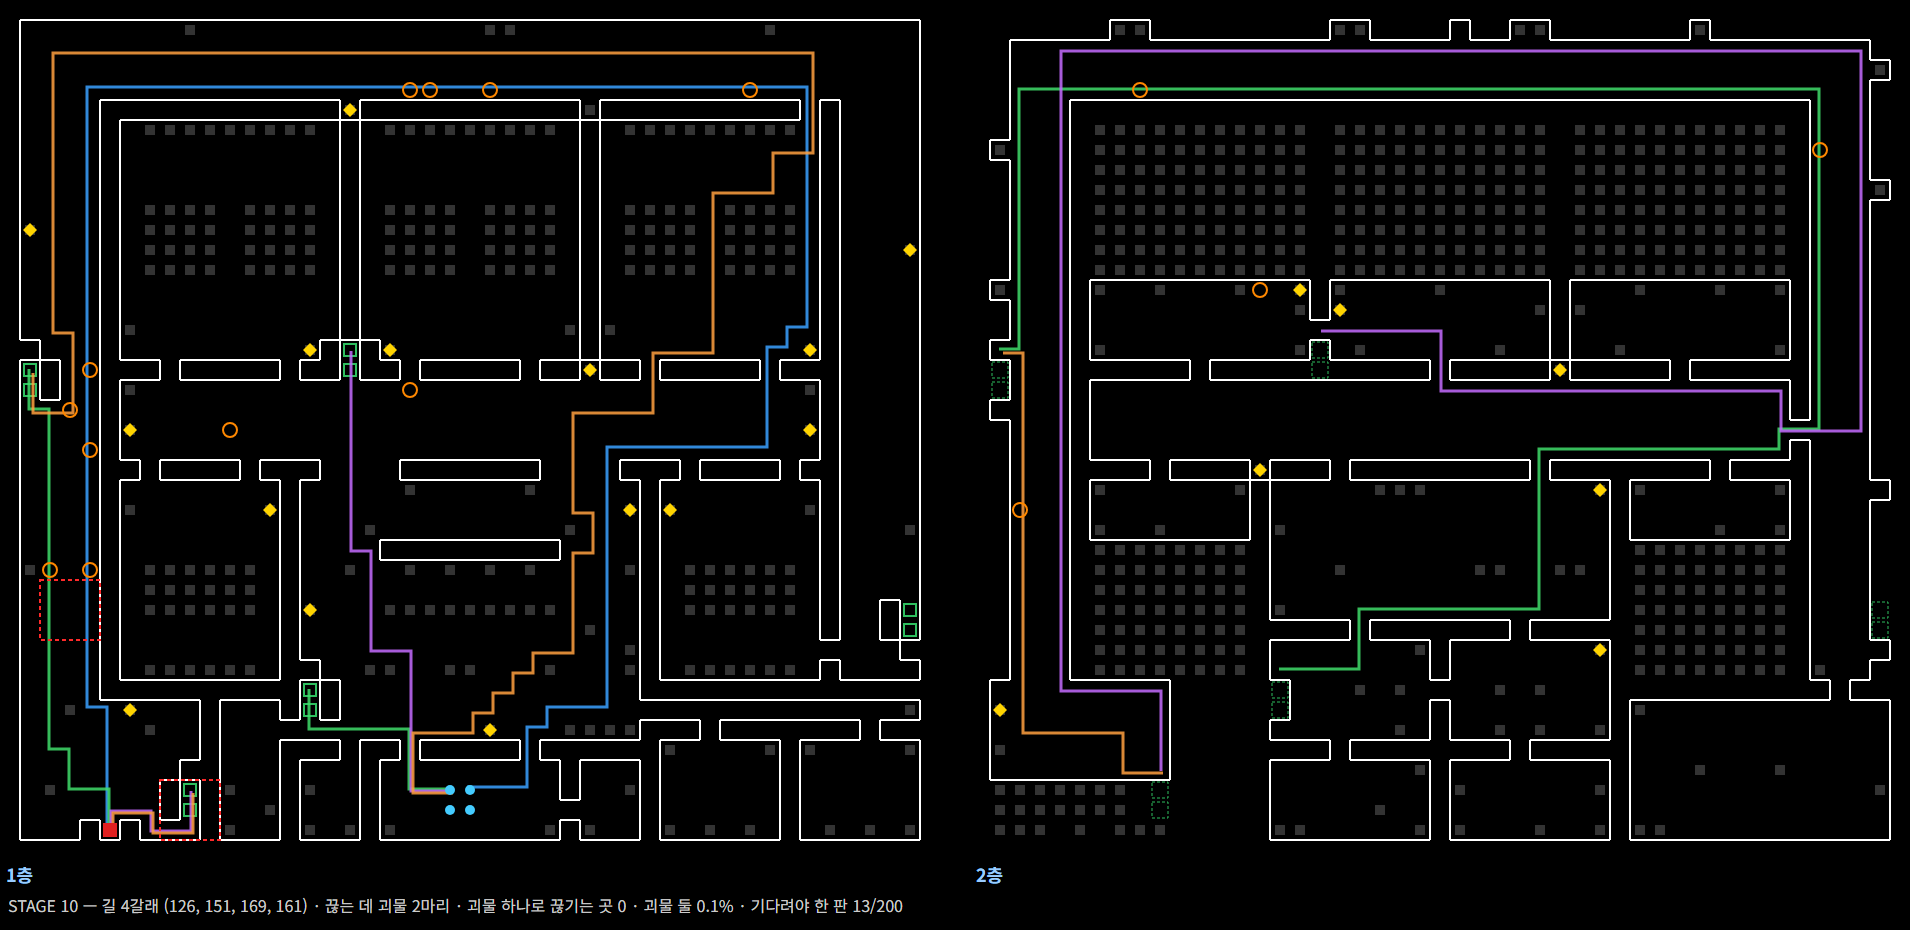 1층
2층
STAGE 10 — 길 4갈래 (126, 151, 169, 161) · 끊는 데 괴물 2마리 · 괴물 하나로 끊기는 곳 0 · 괴물 둘 0.1% · 기다려야 한 판 13/200